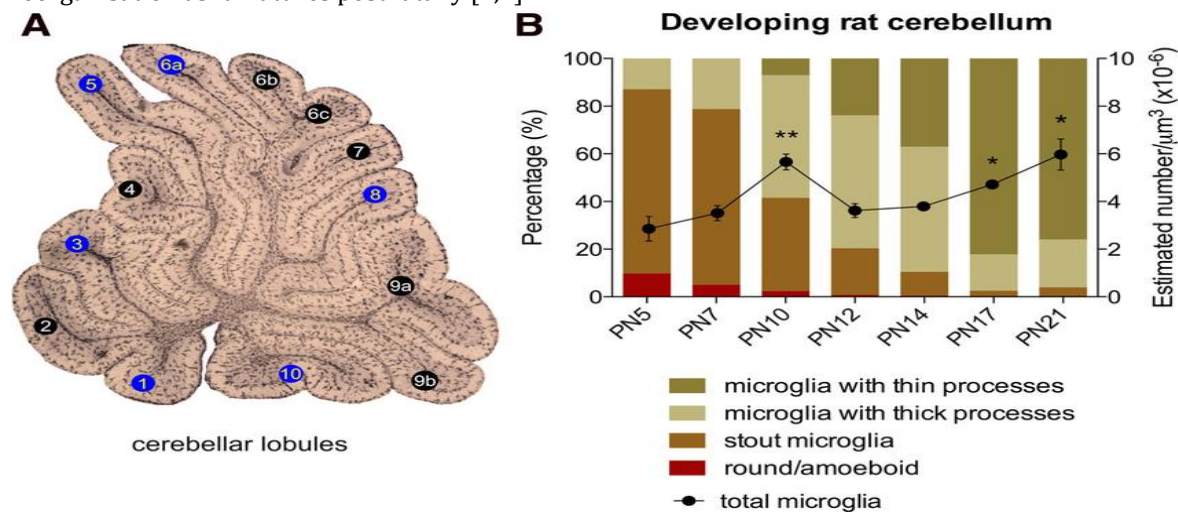 A
5
6a
6b
6c
7
4
8
3
9a
2
1
10
9b
cerebellar lobules
B
Developing rat cerebellum
Percentage (%)
100
80
60
40
20
0
**
*
*
10
8
6
4
2
0
Estimated number/μm³ (x10⁻⁶)
PN5 PN7 PN10 PN12 PN14 PN17 PN21
microglia with thin processes
microglia with thick processes
stout microglia
round/amoeboid
total microglia